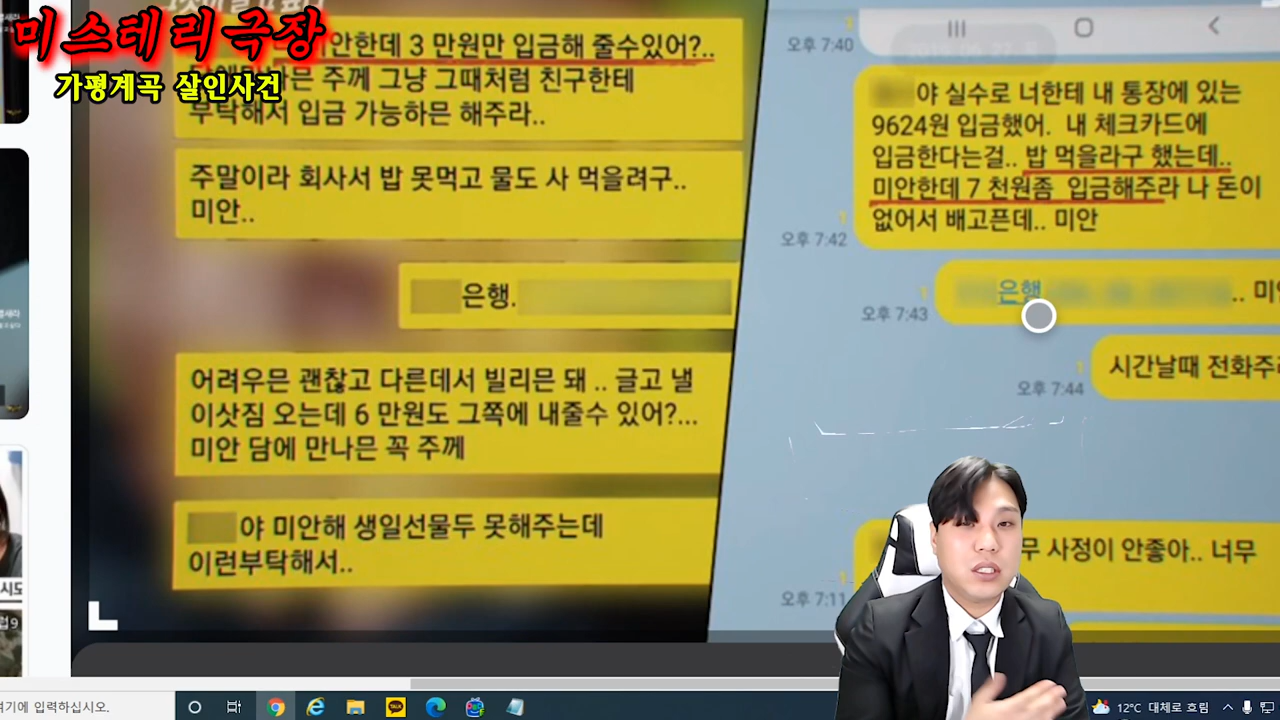 미스테리극장
가평계곡 살인사건
미안한데 3 만원만 입금해 줄수있어?..
주께 그냥 그때처럼 친구한테
부탁해서 입금 가능하믄 해주라..
주말이라 회사서 밥 못먹고 물도 사 먹을려구..
미안..
은행.
어려우믄 괜찮고 다른데서 빌리믄 돼 .. 글고 낼
이삿짐 오는데 6 만원도 그쪽에 내줄수 있어?...
미안 담에 만나믄 꼭 주께
야 미안해 생일선물두 못해주는데
이런부탁해서..
오후 7:40
야 실수로 너한테 내 통장에 있는
9624원 입금했어. 내 체크카드에
입금한다는걸.. 밥 먹을라구 했는데..
미안한데 7 천원좀 입금해주라 나 돈이
없어서 배고픈데.. 미안
1
오후 7:42
은행
.. 미
1
오후 7:43
시간날때 전화주
1
오후 7:44
무 사정이 안좋아.. 너무
1
오후 7:11
기에 입력하십시오.
TALK
12°C 대체로 흐림